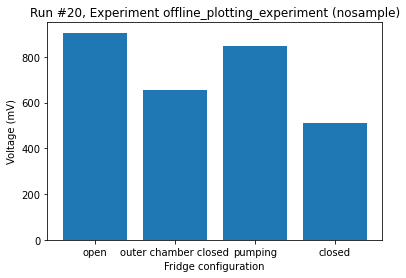 Run #20, Experiment offline_plotting_experiment (nosample)
800
600
400
200
0
Voltage (mV)
open outer chamber closed pumping closed
Fridge configuration